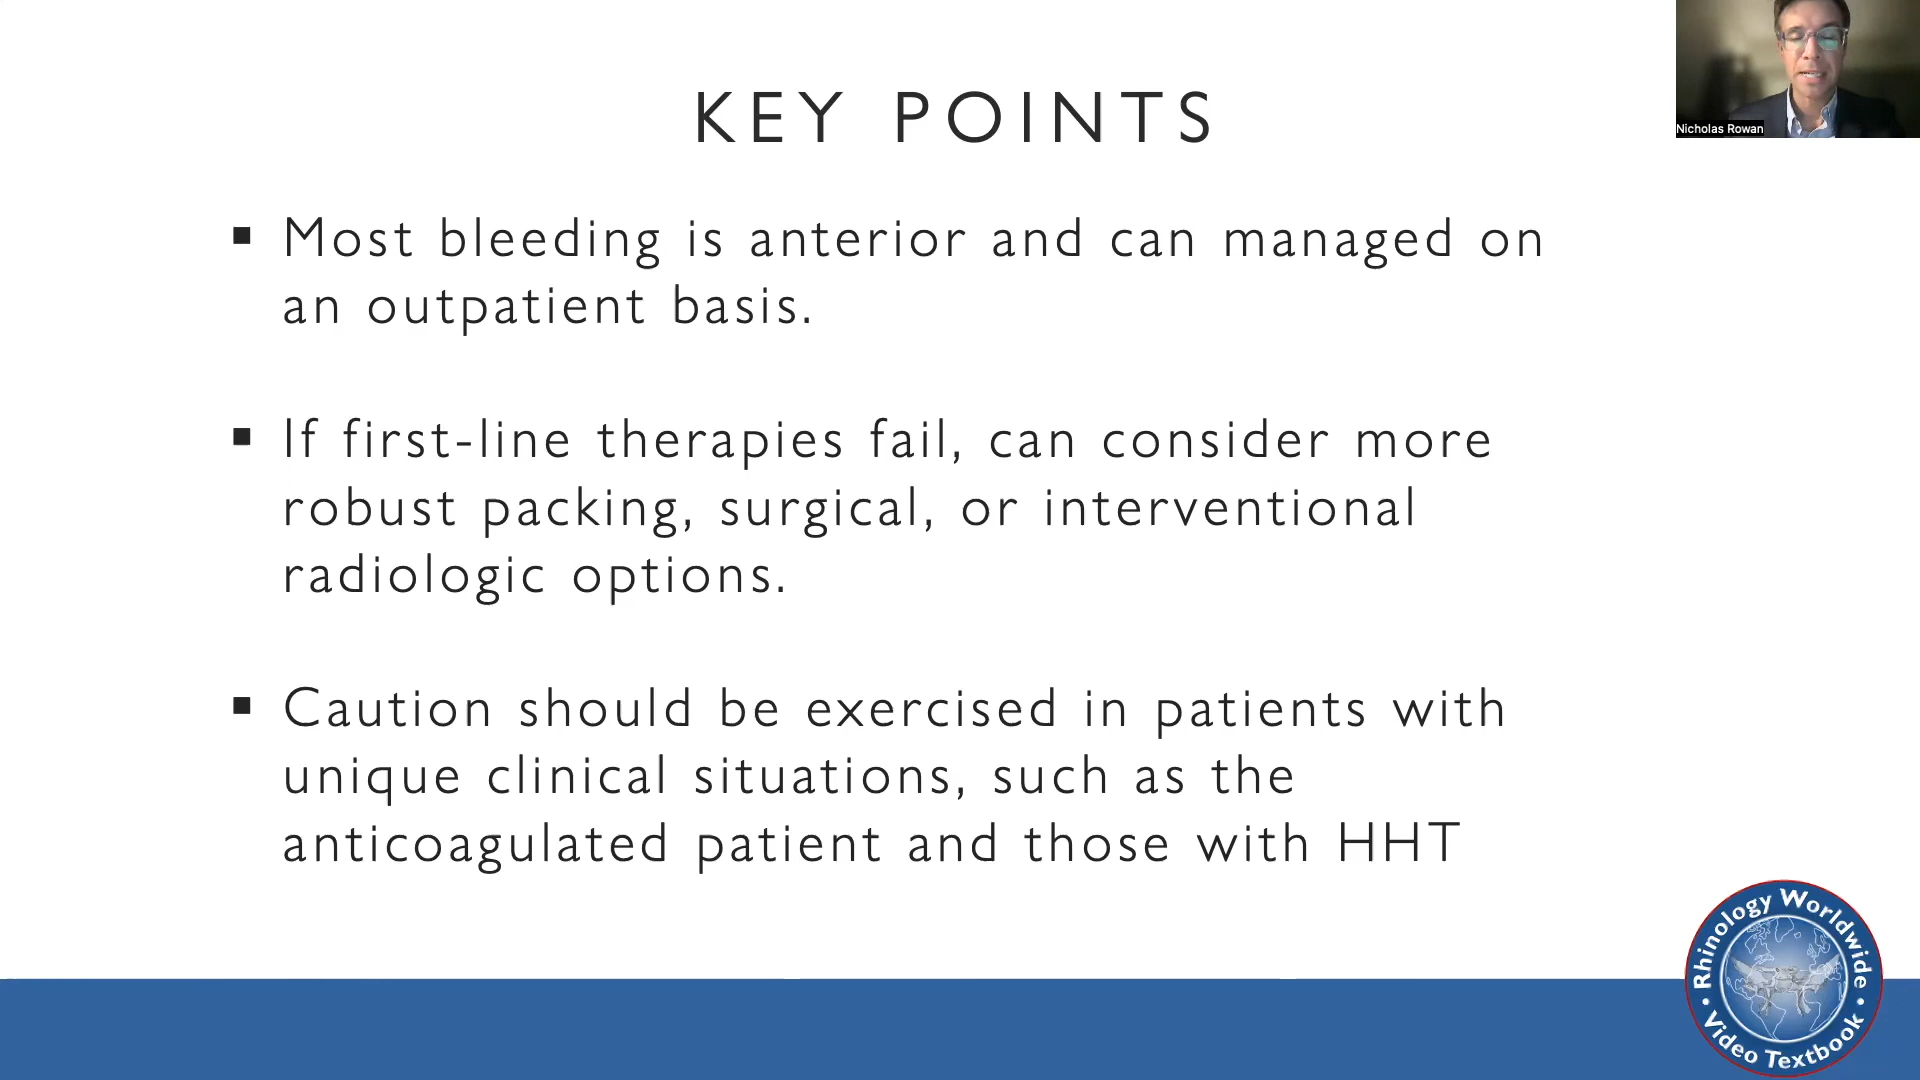 KEY POINTS
Nicholas Rowan
▪ Most bleeding is anterior and can managed on
an outpatient basis.
▪ If first-line therapies fail, can consider more
robust packing, surgical, or interventional
radiologic options.
▪ Caution should be exercised in patients with
unique clinical situations, such as the
anticoagulated patient and those with HHT
Rhinology Worldwide
• Video Textbook •